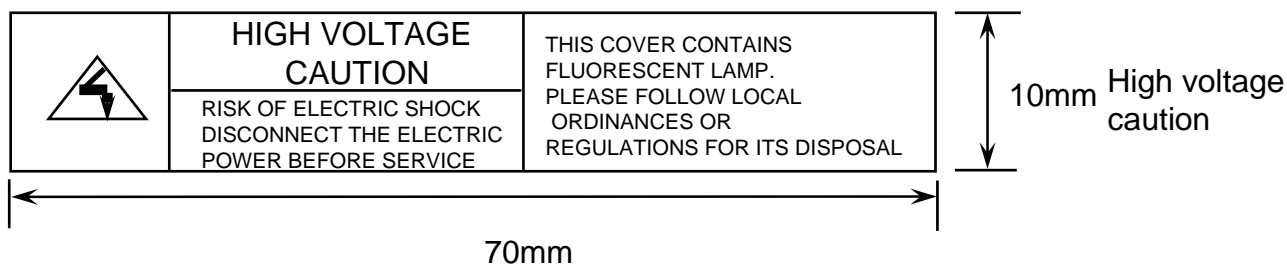 HIGH VOLTAGE
CAUTION
RISK OF ELECTRIC SHOCK
DISCONNECT THE ELECTRIC
POWER BEFORE SERVICE
THIS COVER CONTAINS
FLUORESCENT LAMP.
PLEASE FOLLOW LOCAL
ORDINANCES OR
REGULATIONS FOR ITS DISPOSAL
10mm
High voltage
caution
70mm